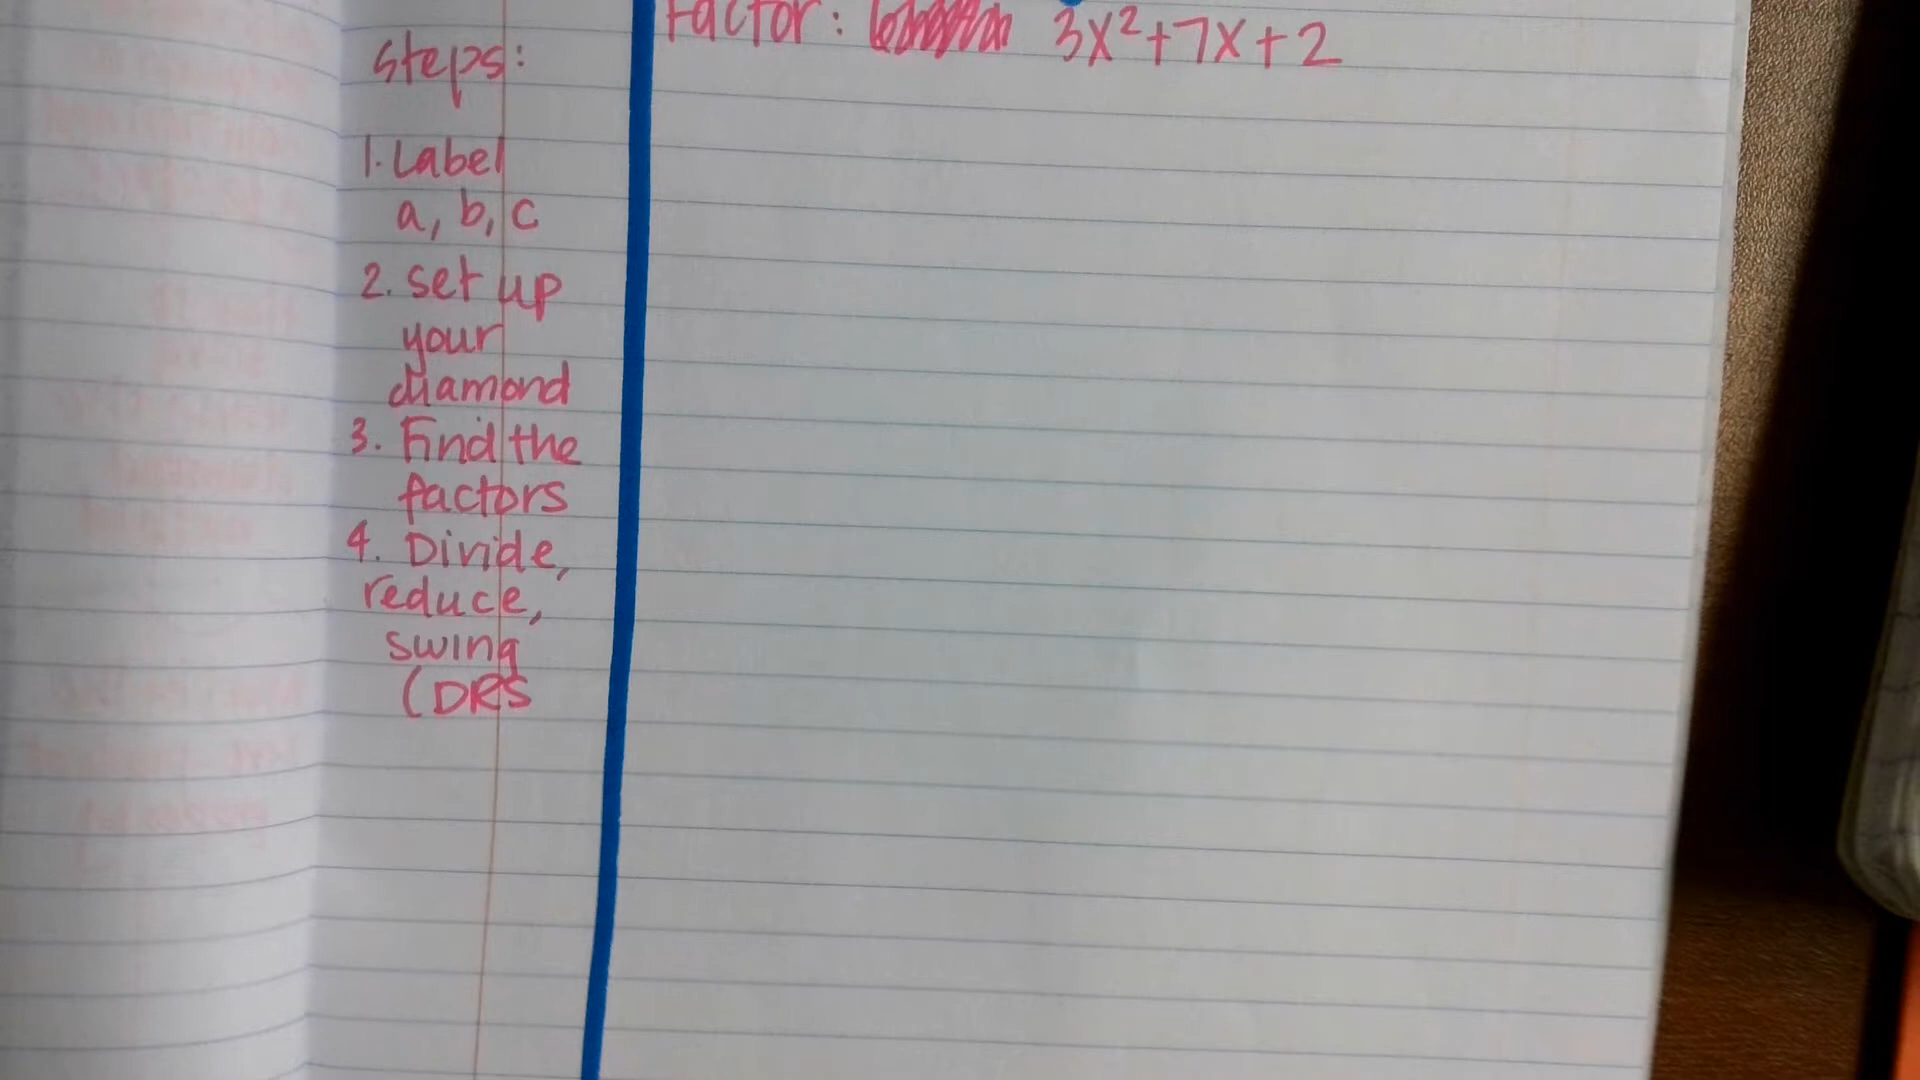 Factor: 3x²+7x+2
Steps:
1. Label
a, b, c
2. set up
your
diamond
3. Find the
factors
4. Divide,
reduce,
swing
(DRS